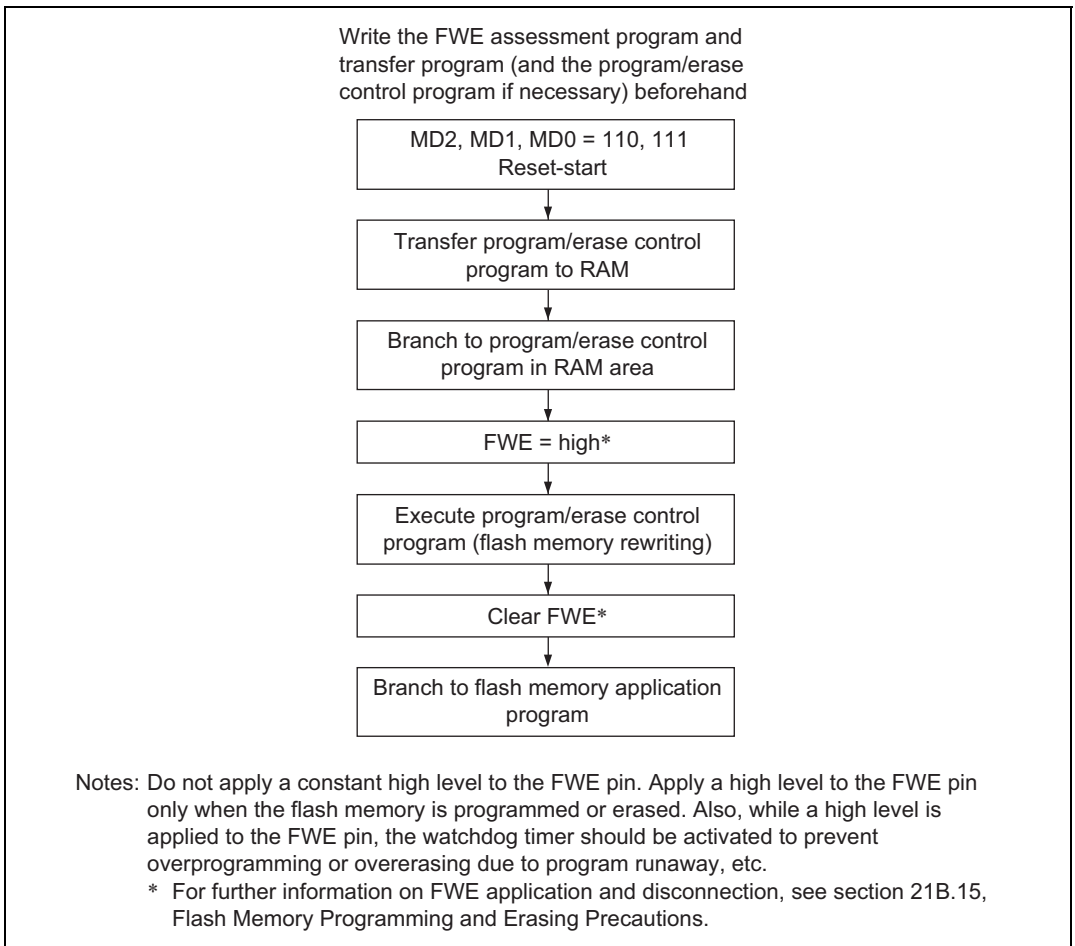 Write the FWE assessment program and
transfer program (and the program/erase
control program if necessary) beforehand
MD2, MD1, MD0 = 110, 111
Reset-start
Transfer program/erase control
program to RAM
Branch to program/erase control
program in RAM area
FWE = high*
Execute program/erase control
program (flash memory rewriting)
Clear FWE*
Branch to flash memory application
program
Notes: Do not apply a constant high level to the FWE pin. Apply a high level to the FWE pin
only when the flash memory is programmed or erased. Also, while a high level is
applied to the FWE pin, the watchdog timer should be activated to prevent
overprogramming or overerasing due to program runaway, etc.
* For further information on FWE application and disconnection, see section 21B.15,
Flash Memory Programming and Erasing Precautions.